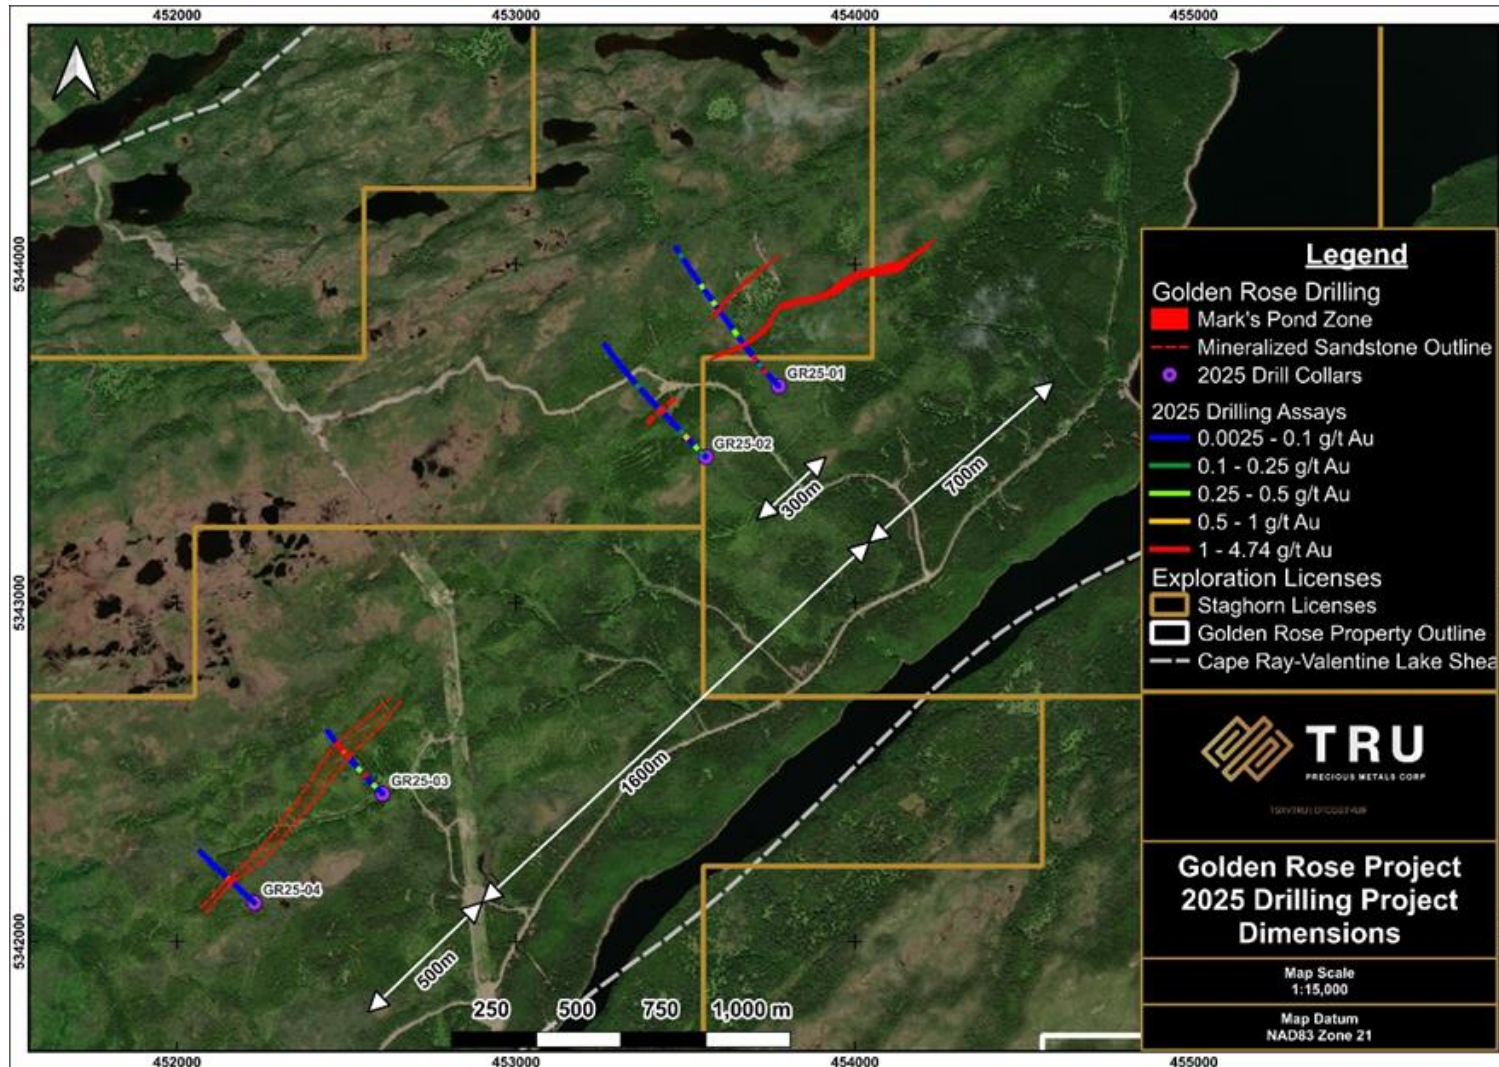 452000 453000 454000 455000
5344000
5343000
5342000
GR25-01
GR25-02
GR25-03
GR25-04
700m
300m
1600m
500m
250 500 750 1,000 m
Legend
Golden Rose Drilling
Mark's Pond Zone
Mineralized Sandstone Outline
2025 Drill Collars
2025 Drilling Assays
0.0025 - 0.1 g/t Au
0.1 - 0.25 g/t Au
0.25 - 0.5 g/t Au
0.5 - 1 g/t Au
1 - 4.74 g/t Au
Exploration Licenses
Staghorn Licenses
Golden Rose Property Outline
Cape Ray-Valentine Lake Shea
TRU
PRECIOUS METALS CORP
Golden Rose Project
2025 Drilling Project
Dimensions
Map Scale
1:15,000
Map Datum
NAD83 Zone 21
452000 453000 454000 455000